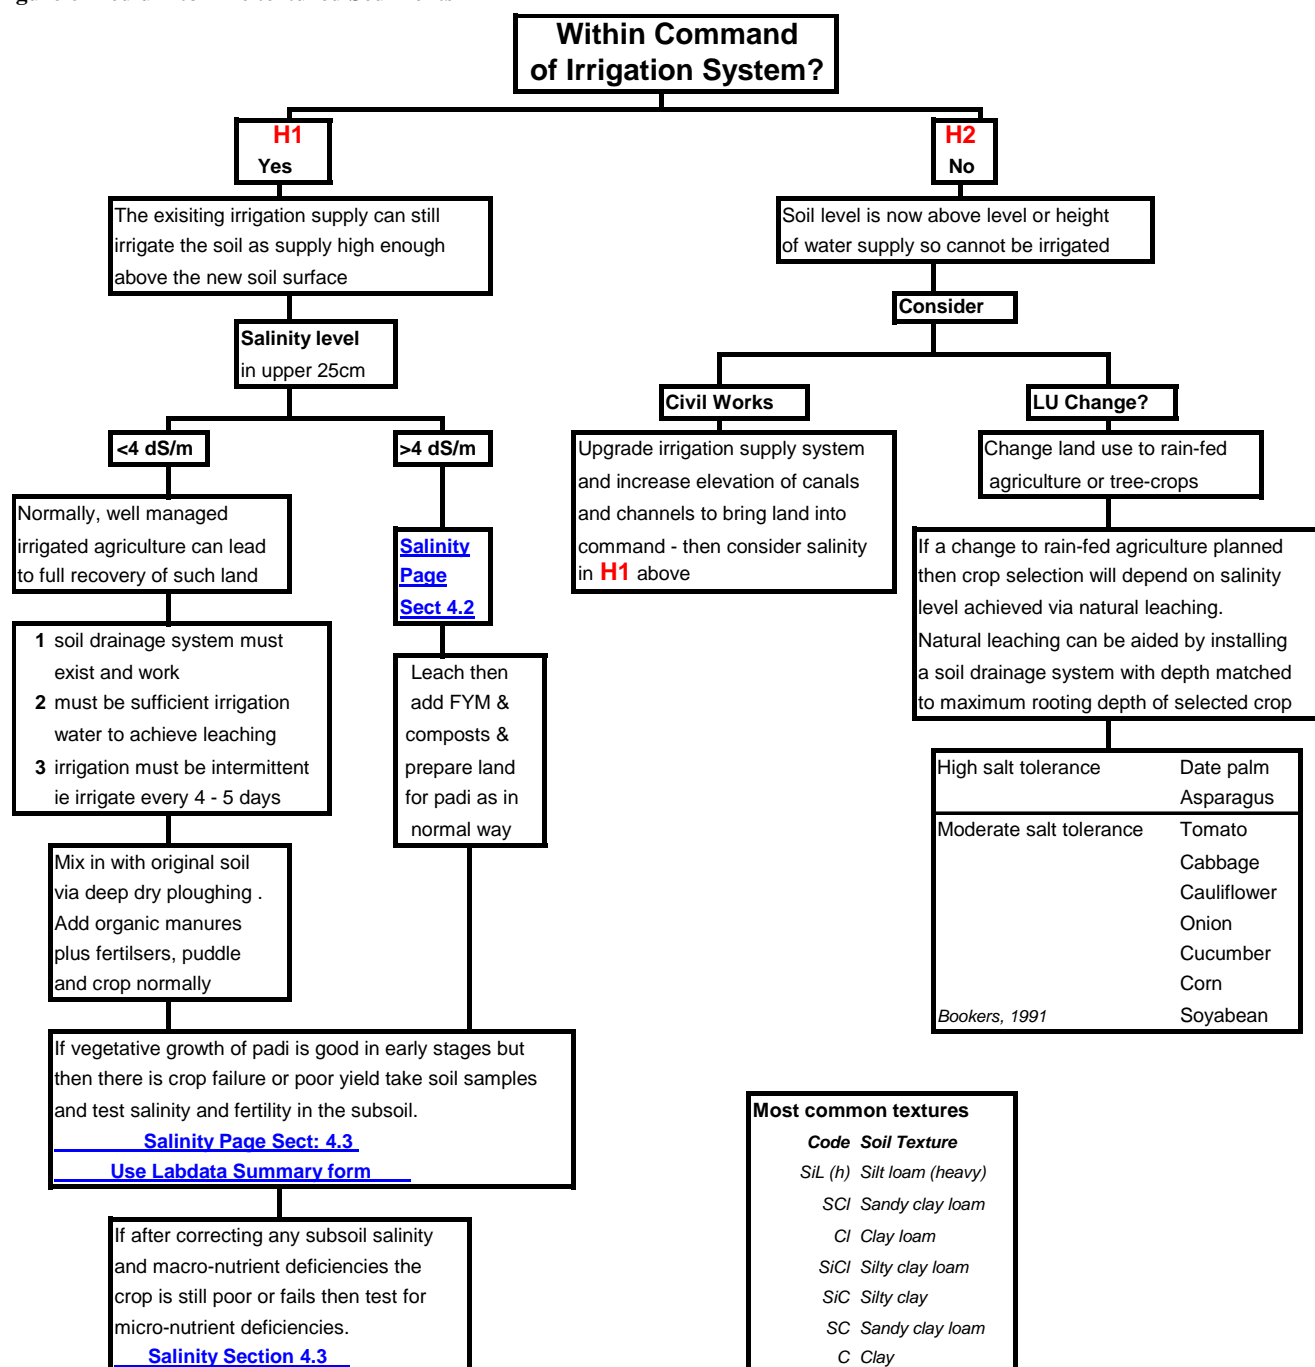 Within Command
of Irrigation System?
H1
Yes
H2
No
The exisiting irrigation supply can still
irrigate the soil as supply high enough
above the new soil surface
Soil level is now above level or height
of water supply so cannot be irrigated
Consider
Salinity level
in upper 25cm
Civil Works
LU Change?
<4 dS/m
>4 dS/m
Upgrade irrigation supply system
and increase elevation of canals
and channels to bring land into
command - then consider salinity
in H1 above
Change land use to rain-fed
agriculture or tree-crops
Normally, well managed
irrigated agriculture can lead
to full recovery of such land
Salinity
Page
Sect 4.2
If a change to rain-fed agriculture planned
then crop selection will depend on salinity
level achieved via natural leaching.
Natural leaching can be aided by installing
a soil drainage system with depth matched
to maximum rooting depth of selected crop
1 soil drainage system must
exist and work
2 must be sufficient irrigation
water to achieve leaching
3 irrigation must be intermittent
ie irrigate every 4 - 5 days
Leach then
add FYM &
composts &
prepare land
for padi as in
normal way
High salt tolerance Date palm
Asparagus
Moderate salt tolerance Tomato
Cabbage
Cauliflower
Onion
Cucumber
Corn
Bookers, 1991 Soyabean
Mix in with original soil
via deep dry ploughing .
Add organic manures
plus fertilsers, puddle
and crop normally
If vegetative growth of padi is good in early stages but
then there is crop failure or poor yield take soil samples
and test salinity and fertility in the subsoil.
Salinity Page Sect: 4.3
Use Labdata Summary form
If after correcting any subsoil salinity
and macro-nutrient deficiencies the
crop is still poor or fails then test for
micro-nutrient deficiencies.
Salinity Section 4.3
Most common textures
Code Soil Texture
SiL (h) Silt loam (heavy)
SCl Sandy clay loam
Cl Clay loam
SiCl Silty clay loam
SiC Silty clay
SC Sandy clay loam
C Clay